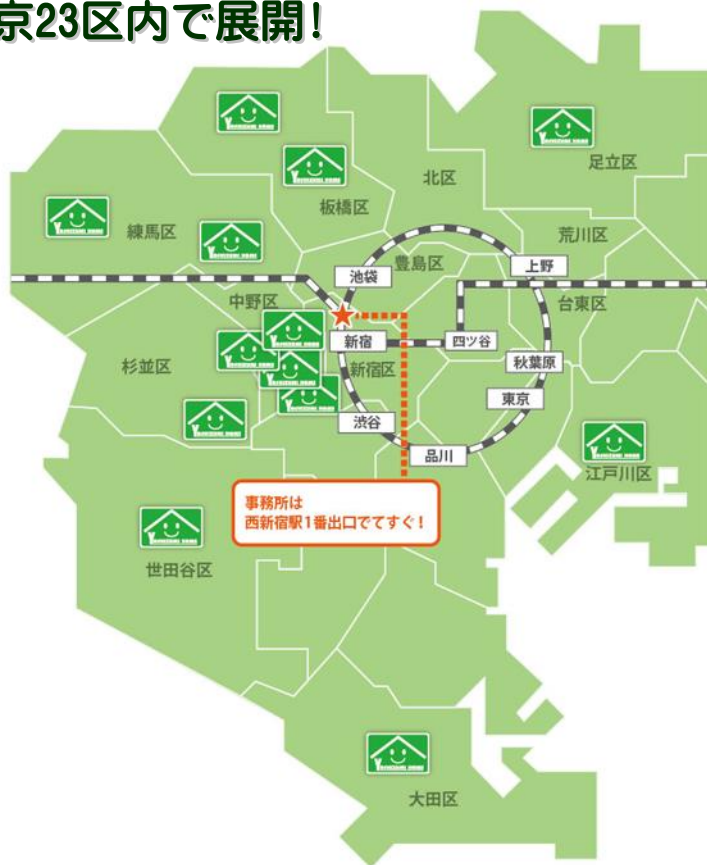 京23区内で展開!
足立区
北区
板橋区
荒川区
練馬区
豊島区
上野
池袋
中野区
台東区
新宿
四ツ谷
秋葉原
杉並区
新宿区
東京
渋谷
品川
江戸川区
事務所は
西新宿駅1番出口でてすぐ!
世田谷区
大田区